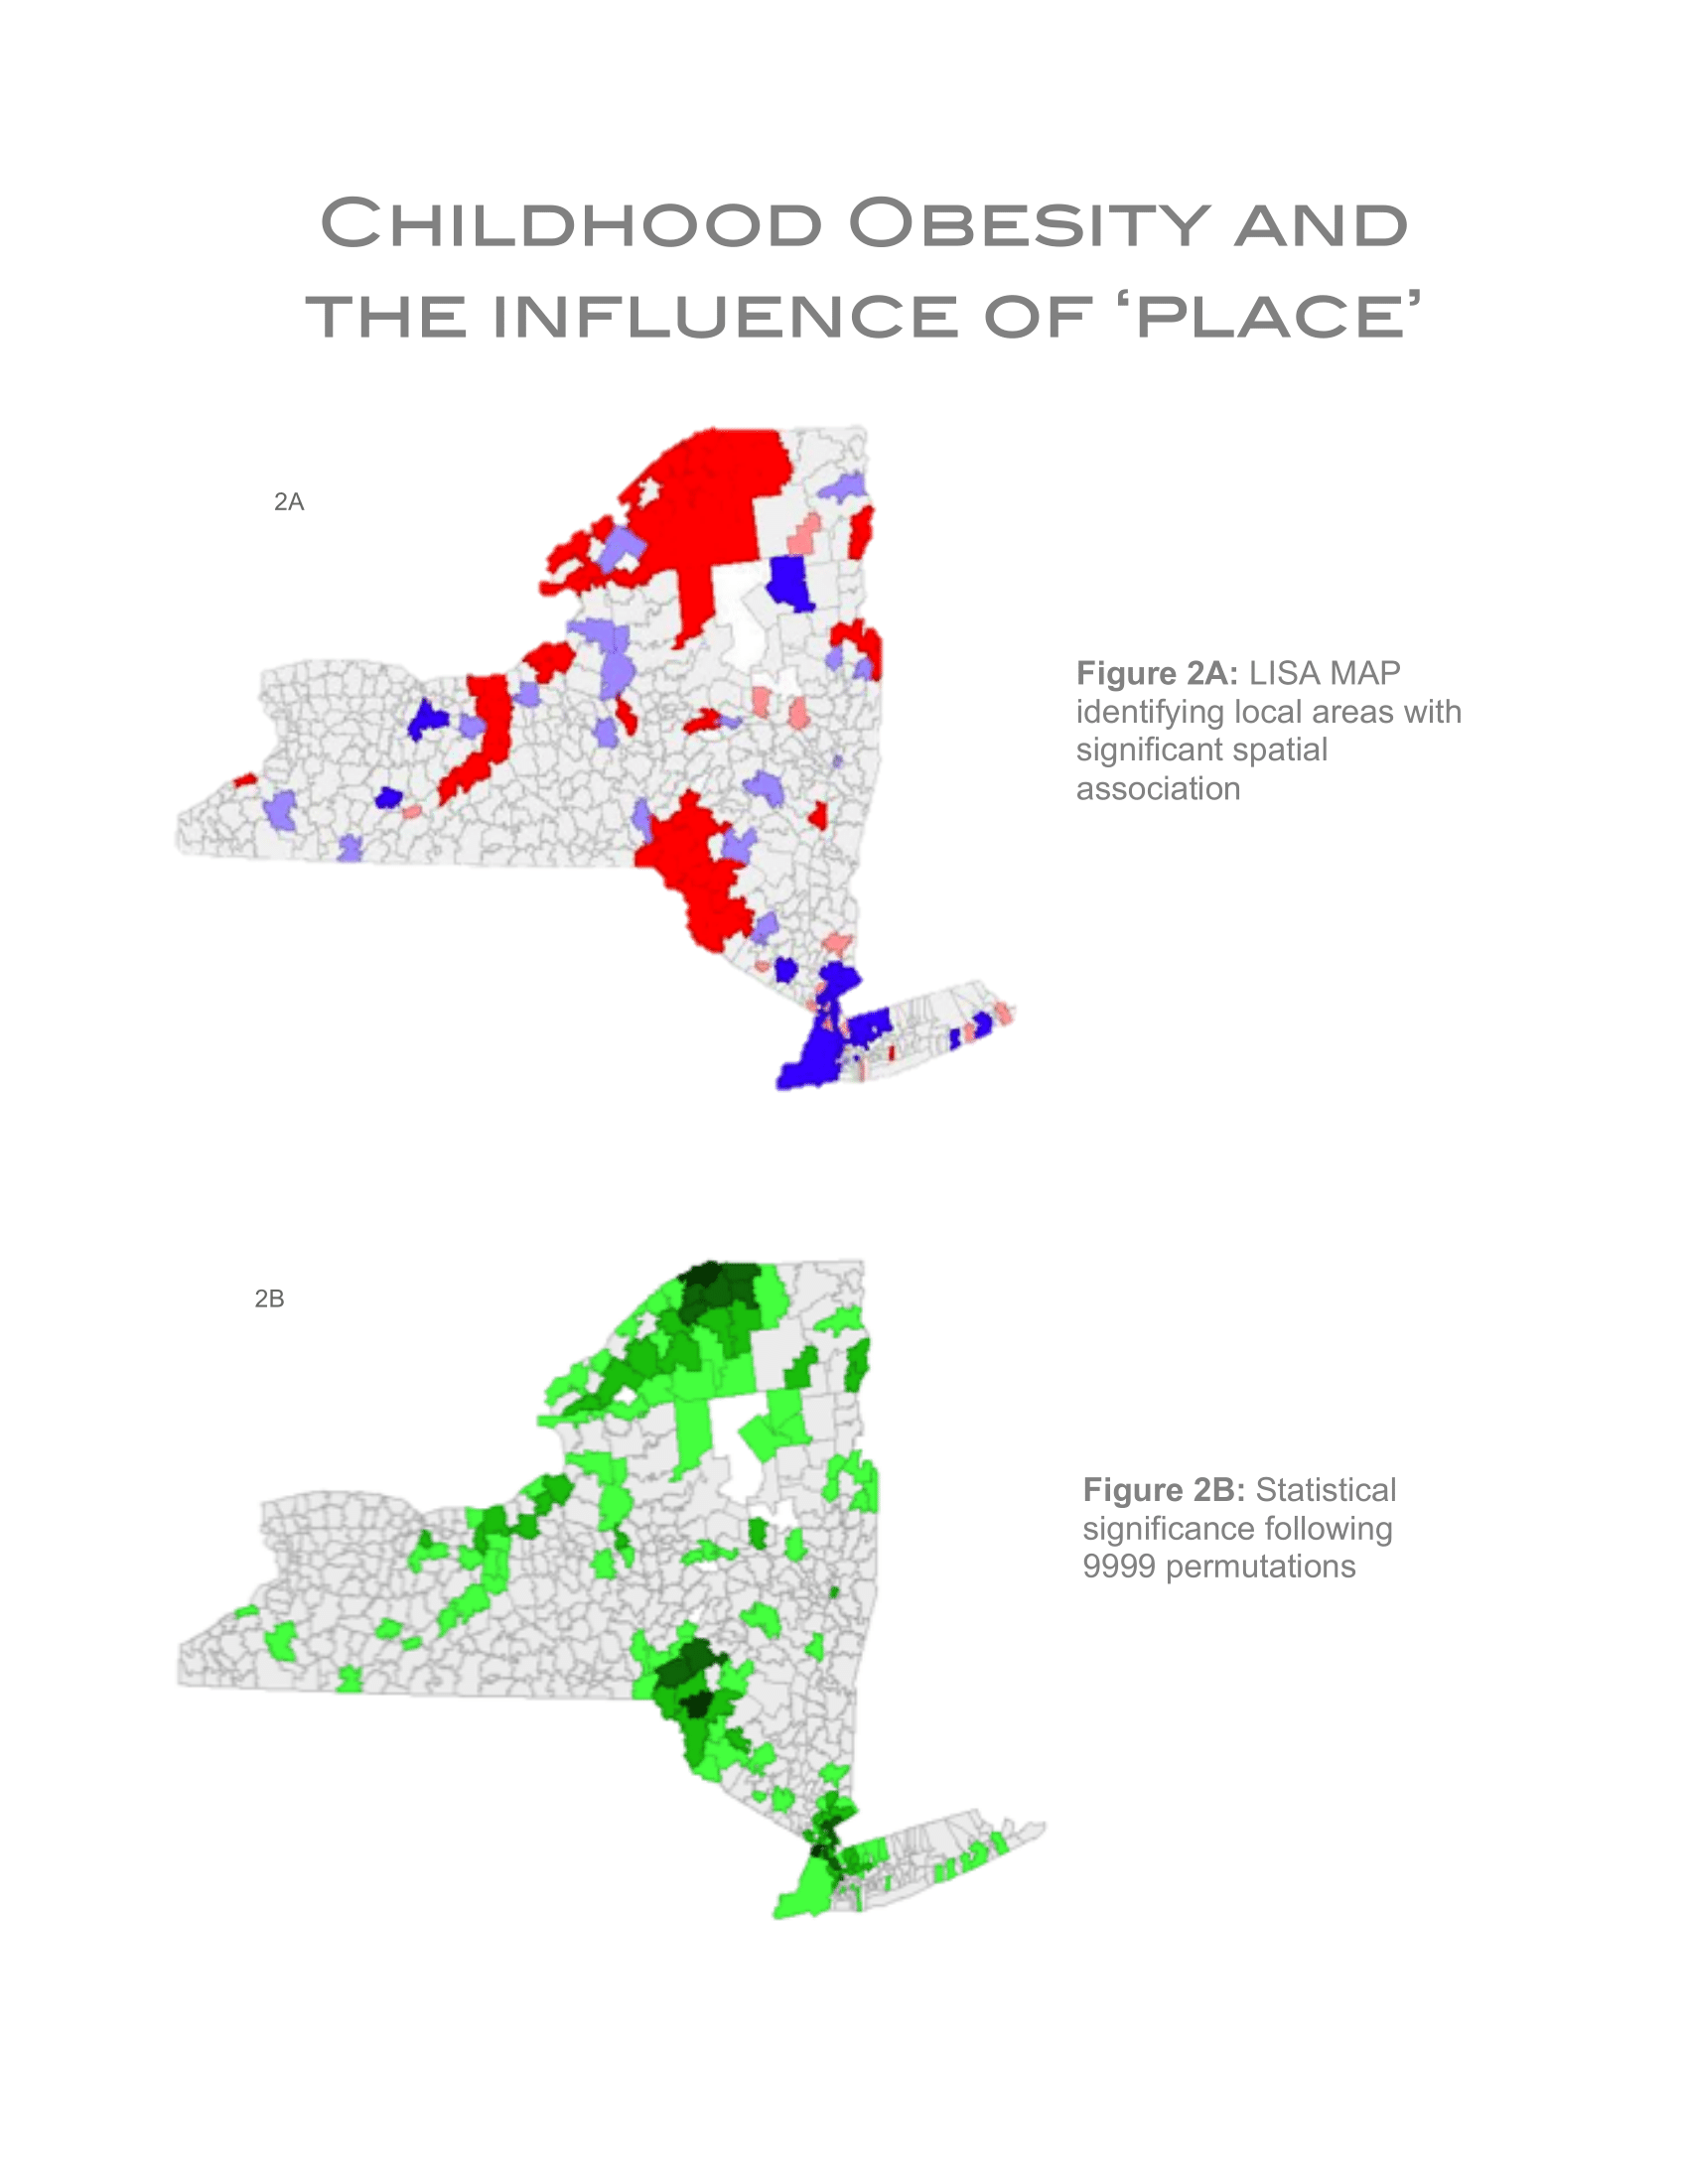 CHILDHOOD OBESITY AND
THE INFLUENCE OF ‘PLACE’
2A
Figure 2A: LISA MAP
identifying local areas with
significant spatial
association
2B
Figure 2B: Statistical
significance following
9999 permutations